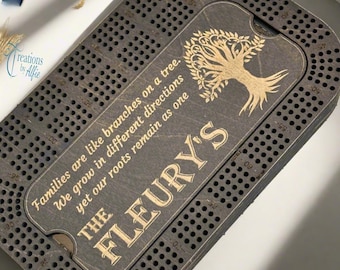 Creations
by Alfie
Families are like branches on a tree.
We grow in different directions
yet our roots remain as one
THE
FLEURY'S